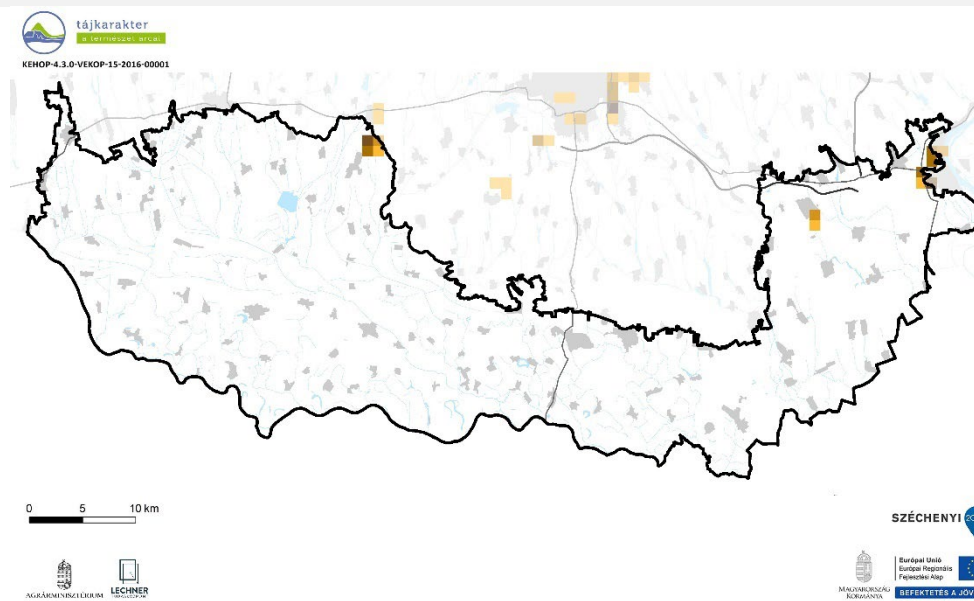 tájkarakter
a természet arcai
KEHOP-4.3.0-VEKOP-15-2016-00001
0 5 10 km
SZÉCHENYI
AGRÁRMINISZTÉRIUM
LECHNER
MAGYARORSZÁG
KORMÁNYA
Európai Unió
Európai Regionális
Fejlesztési Alap
BEFEKTETÉS A JÖV